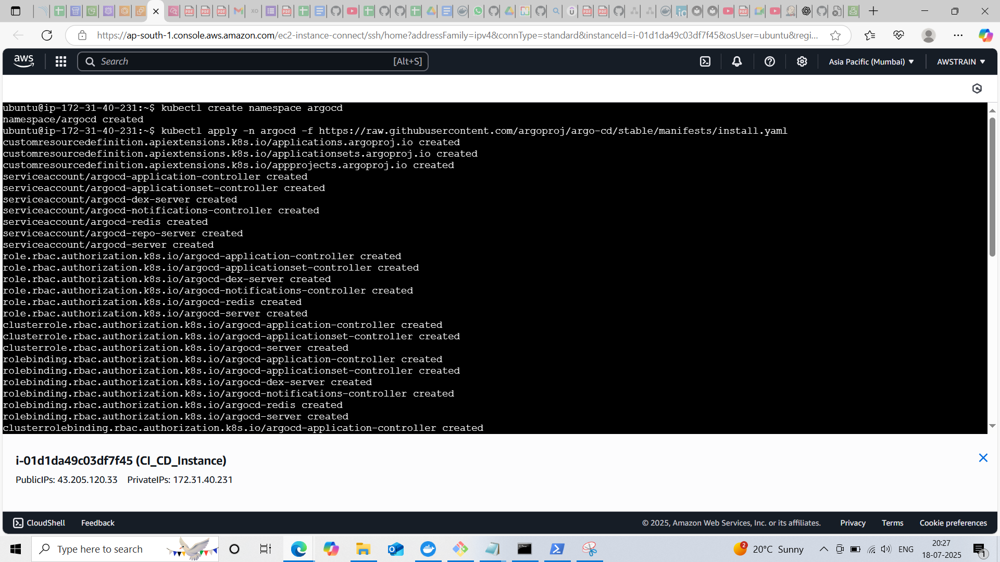 https://ap-south-1.console.aws.amazon.com/ec2-instance-connect/ssh/home?addressFamily=ipv4&connType=standard&instanceId=i-01d1da49c03df7f45&osUser=ubuntu&regi...
aws
Search
[Alt+S]
Asia Pacific (Mumbai)
AWSTRAIN
ubuntu@ip-172-31-40-231:~$ kubectl create namespace argocd
namespace/argocd created
ubuntu@ip-172-31-40-231:~$ kubectl apply -n argocd -f https://raw.githubusercontent.com/argoproj/argo-cd/stable/manifests/install.yaml
customresourcedefinition.apiextensions.k8s.io/applications.argoproj.io created
customresourcedefinition.apiextensions.k8s.io/applicationsets.argoproj.io created
customresourcedefinition.apiextensions.k8s.io/appprojects.argoproj.io created
serviceaccount/argocd-application-controller created
serviceaccount/argocd-applicationset-controller created
serviceaccount/argocd-dex-server created
serviceaccount/argocd-notifications-controller created
serviceaccount/argocd-redis created
serviceaccount/argocd-repo-server created
serviceaccount/argocd-server created
role.rbac.authorization.k8s.io/argocd-application-controller created
role.rbac.authorization.k8s.io/argocd-applicationset-controller created
role.rbac.authorization.k8s.io/argocd-dex-server created
role.rbac.authorization.k8s.io/argocd-notifications-controller created
role.rbac.authorization.k8s.io/argocd-redis created
role.rbac.authorization.k8s.io/argocd-server created
clusterrole.rbac.authorization.k8s.io/argocd-application-controller created
clusterrole.rbac.authorization.k8s.io/argocd-applicationset-controller created
clusterrole.rbac.authorization.k8s.io/argocd-server created
rolebinding.rbac.authorization.k8s.io/argocd-application-controller created
rolebinding.rbac.authorization.k8s.io/argocd-applicationset-controller created
rolebinding.rbac.authorization.k8s.io/argocd-dex-server created
rolebinding.rbac.authorization.k8s.io/argocd-notifications-controller created
rolebinding.rbac.authorization.k8s.io/argocd-redis created
rolebinding.rbac.authorization.k8s.io/argocd-server created
clusterrolebinding.rbac.authorization.k8s.io/argocd-application-controller created
i-01d1da49c03df7f45 (CI_CD_Instance)
PublicIPs: 43.205.120.33 PrivateIPs: 172.31.40.231
CloudShell
Feedback
© 2025, Amazon Web Services, Inc. or its affiliates.
Privacy
Terms
Cookie preferences
Type here to search
2
20°C Sunny
ENG
20:27
18-07-2025
1